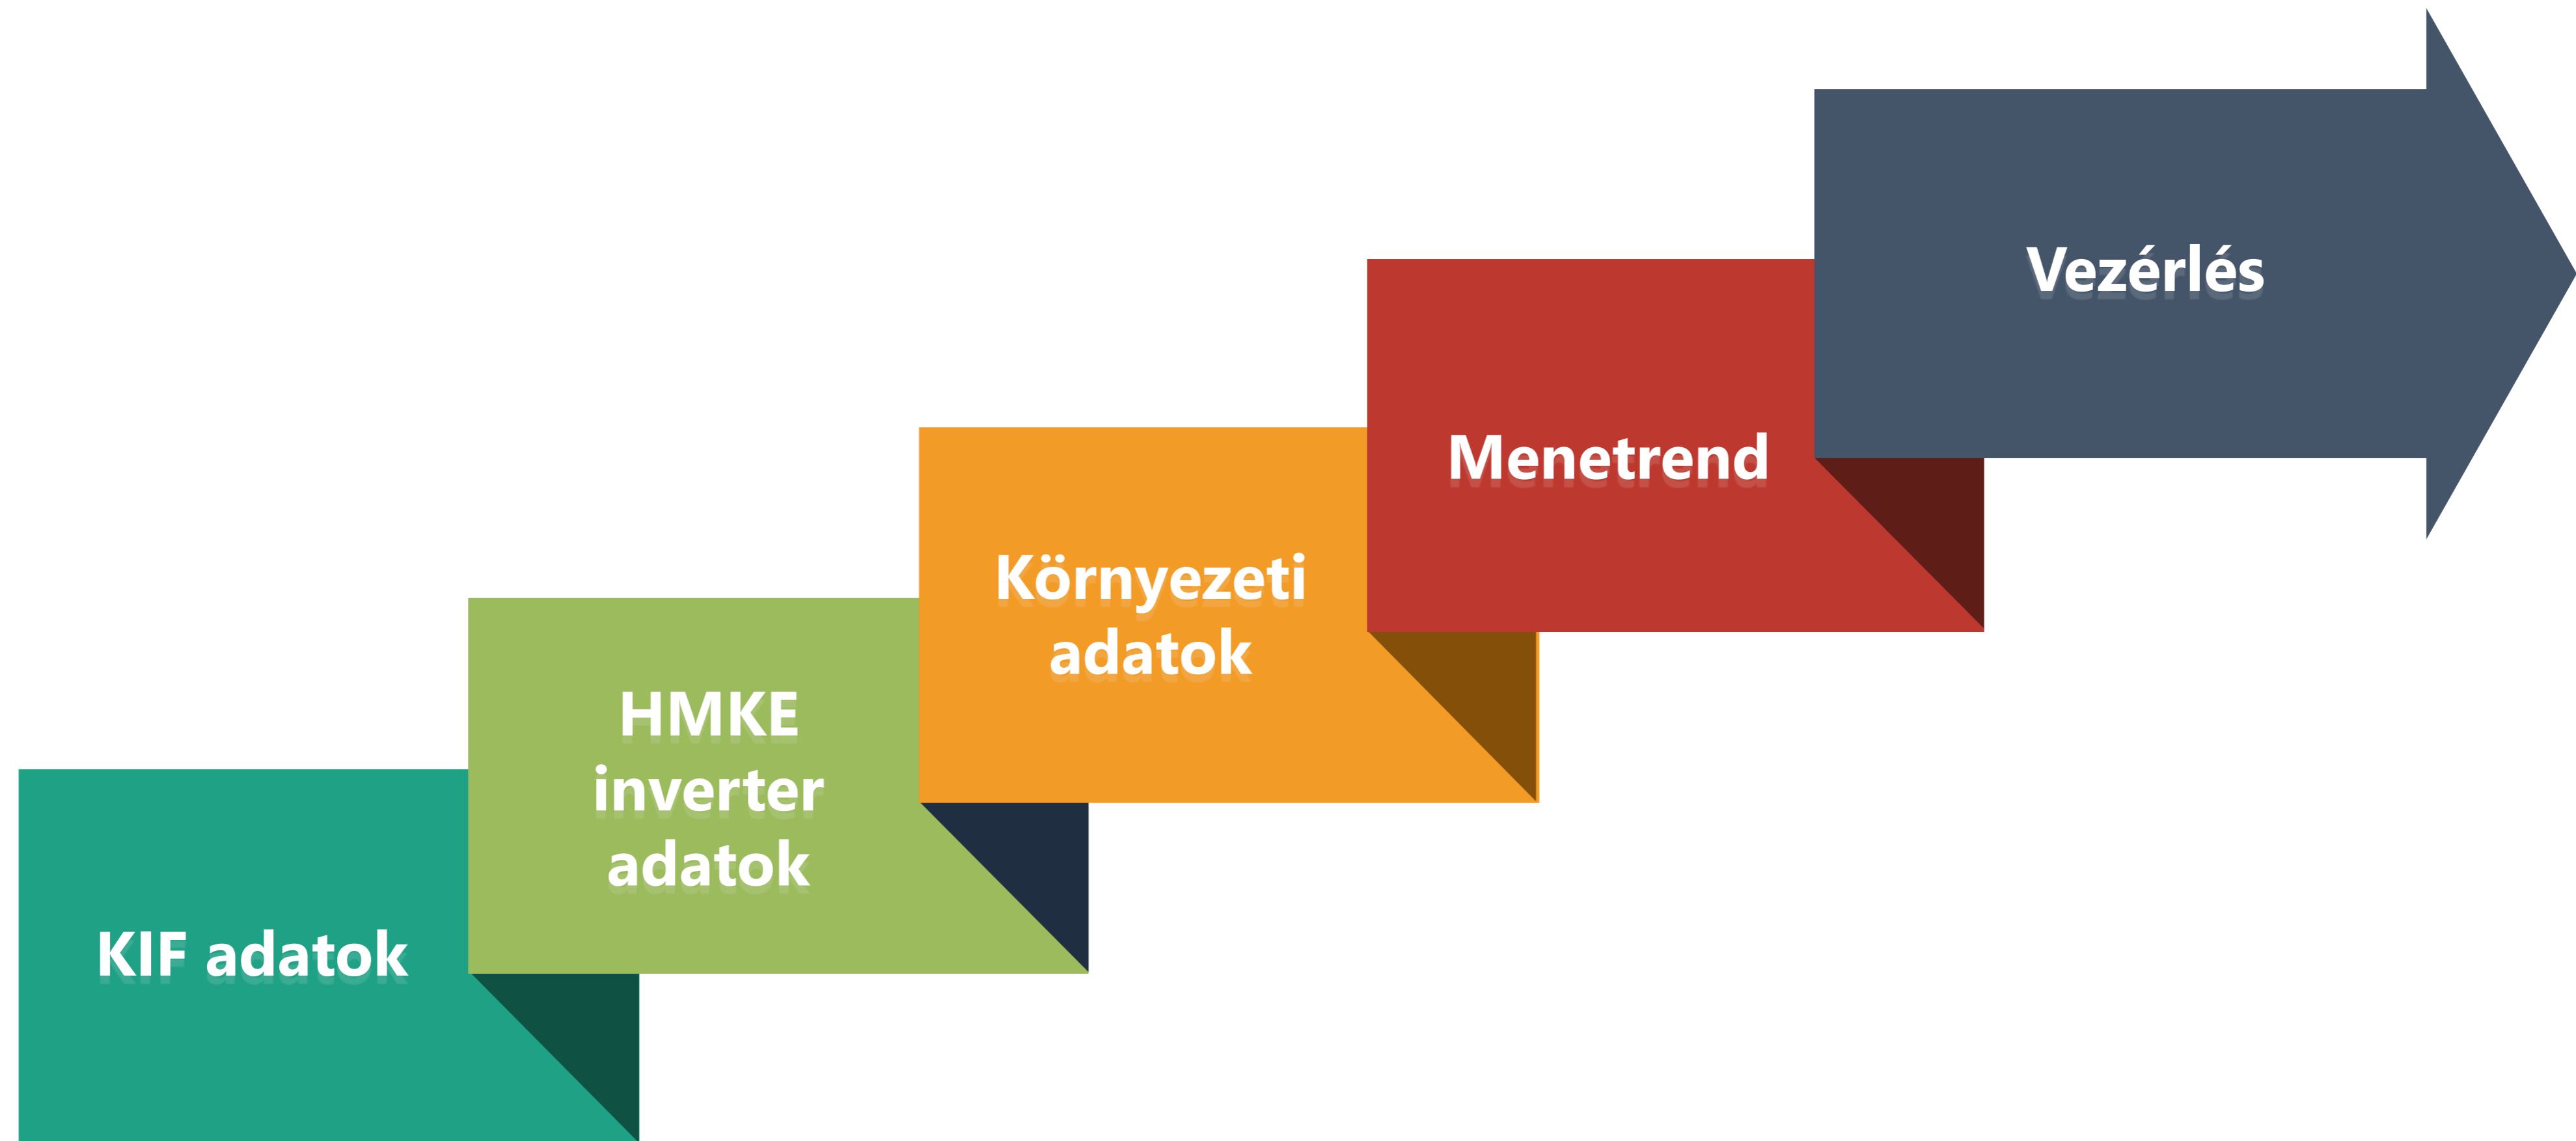 KIF adatok
HMKE
inverter
adatok
Környezeti
adatok
Menetrend
Vezérlés